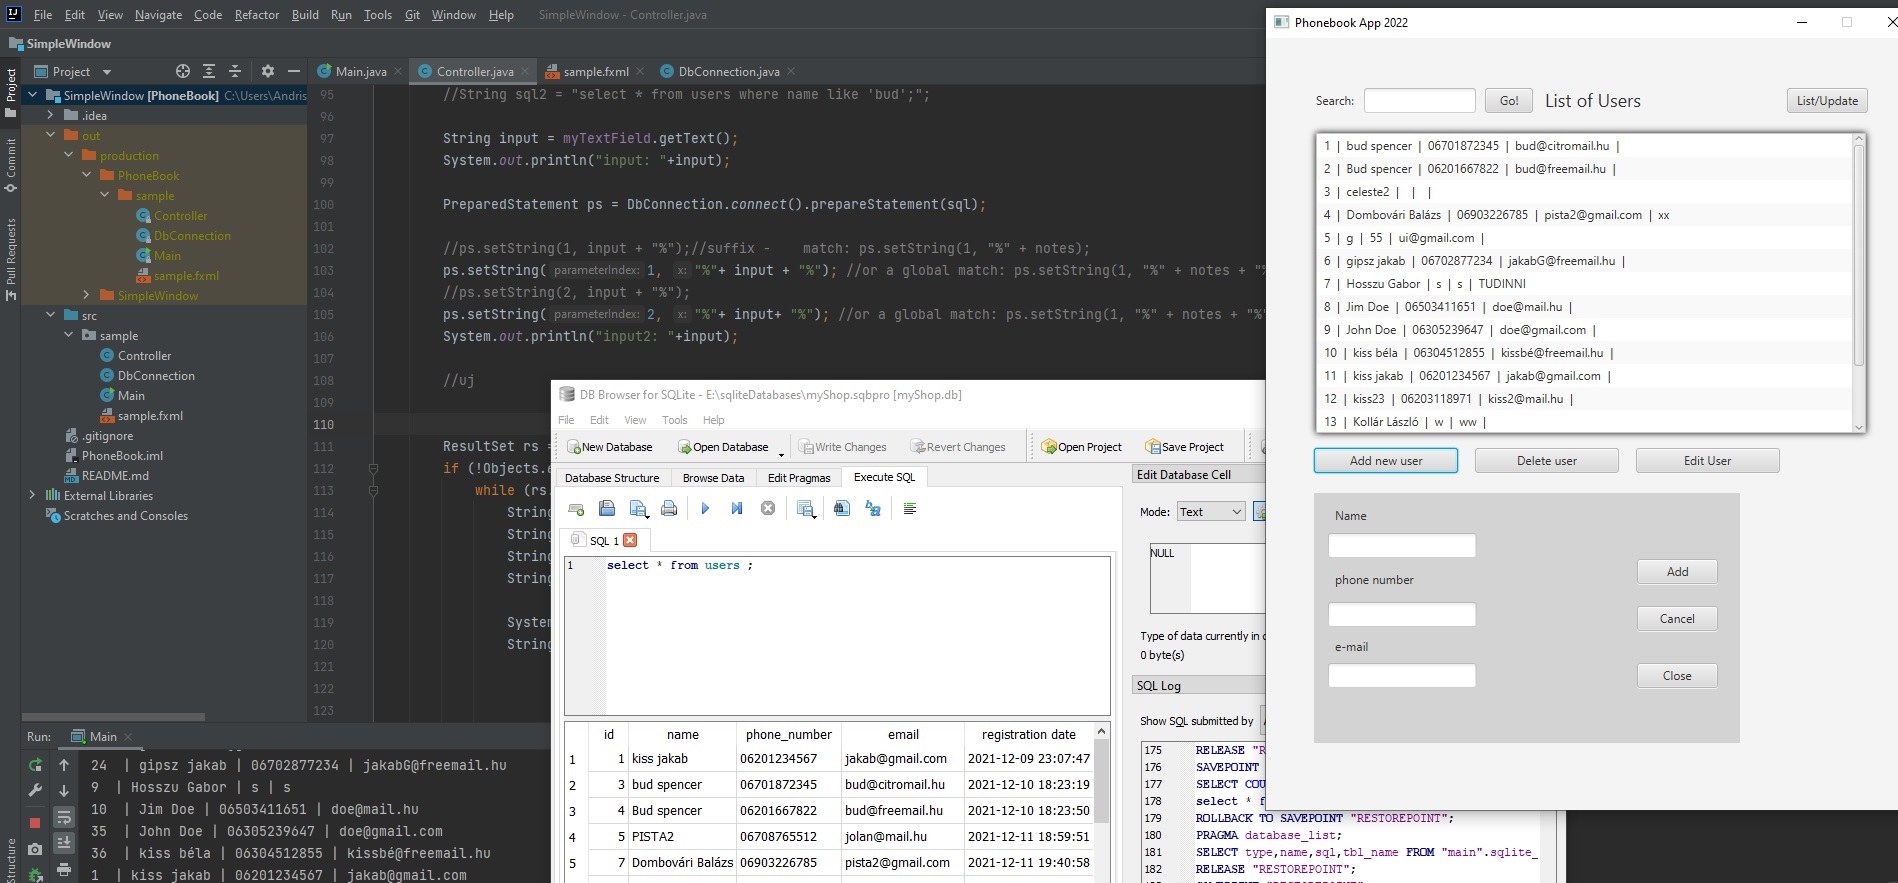 File Edit View Navigate Code Refactor Build Run Tools Git Window Help SimpleWindow - Controller.java
SimpleWindow
Project
Main.java Controller.java sample.fxml DbConnection.java
Project
Commit
Pull Requests
Structure
SimpleWindow [PhoneBook] C:\Users\Andris
.idea
out
production
PhoneBook
sample
Controller
DbConnection
Main
sample.fxml
SimpleWindow
src
sample
Controller
DbConnection
Main
sample.fxml
.gitignore
PhoneBook.iml
README.md
External Libraries
Scratches and Consoles
95 //String sql2 = "select * from users where name like 'bud';";
96
97 String input = myTextField.getText();
98 System.out.println("input: "+input);
99
100 PreparedStatement ps = DbConnection.connect().prepareStatement(sql);
101
102 //ps.setString(1, input + "%");//suffix - match: ps.setString(1, "%" + notes);
103 ps.setString( parameterIndex: 1, x: "%"+ input + "%"); //or a global match: ps.setString(1, "%" + notes + "%
104 //ps.setString(2, input + "%");
105 ps.setString( parameterIndex: 2, x: "%"+ input+ "%"); //or a global match: ps.setString(1, "%" + notes + "%"
106 System.out.println("input2: "+input);
107
108 //uj
109
110
111 ResultSet rs =
112 if (!Objects.e
113 while (rs.
114 String
115 String
116 String
117 String
118
119 System
120 String
121
122
123
Run: Main
24 | gipsz jakab | 06702877234 | jakabG@freemail.hu
9 | Hosszu Gabor | s | s
10 | Jim Doe | 06503411651 | doe@mail.hu
35 | John Doe | 06305239647 | doe@gmail.com
36 | kiss béla | 06304512855 | kissbé@freemail.hu
1 | kiss jakab | 06201234567 | jakab@gmail.com
DB Browser for SQLite - E:\sqliteDatabases\myShop.sqbpro [myShop.db]
File Edit View Tools Help
New Database Open Database Write Changes Revert Changes Open Project Save Project
Database Structure Browse Data Edit Pragmas Execute SQL
SQL 1
1 select * from users ;
id name phone_number email registration date
1 1 kiss jakab 06201234567 jakab@gmail.com 2021-12-09 23:07:47
2 3 bud spencer 06701872345 bud@citromail.hu 2021-12-10 18:23:19
3 4 Bud spencer 06201667822 bud@freemail.hu 2021-12-10 18:23:50
4 5 PISTA2 06708765512 jolan@mail.hu 2021-12-11 18:59:51
5 7 Dombovári Balázs 06903226785 pista2@gmail.com 2021-12-11 19:40:58
Edit Database Cell
Mode: Text
NULL
Type of data currently in c
0 byte(s)
SQL Log
Show SQL submitted by
175 RELEASE "R
176 SAVEPOINT
177 SELECT COU
178 select * f
179 ROLLBACK TO SAVEPOINT "RESTOREPOINT";
180 PRAGMA database_list;
181 SELECT type,name,sql,tbl_name FROM "main".sqlite_
182 RELEASE "RESTOREPOINT";
Phonebook App 2022
Search: Go! List of Users List/Update
1 | bud spencer | 06701872345 | bud@citromail.hu |
2 | Bud spencer | 06201667822 | bud@freemail.hu |
3 | celeste2 | | |
4 | Dombovári Balázs | 06903226785 | pista2@gmail.com | xx
5 | g | 55 | ui@gmail.com |
6 | gipsz jakab | 06702877234 | jakabG@freemail.hu |
7 | Hosszu Gabor | s | s | TUDINNI
8 | Jim Doe | 06503411651 | doe@mail.hu |
9 | John Doe | 06305239647 | doe@gmail.com |
10 | kiss béla | 06304512855 | kissbé@freemail.hu |
11 | kiss jakab | 06201234567 | jakab@gmail.com |
12 | kiss23 | 06203118971 | kiss2@mail.hu |
13 | Kollár László | w | ww |
Add new user Delete user Edit User
Name
phone number
Add
Cancel
e-mail
Close